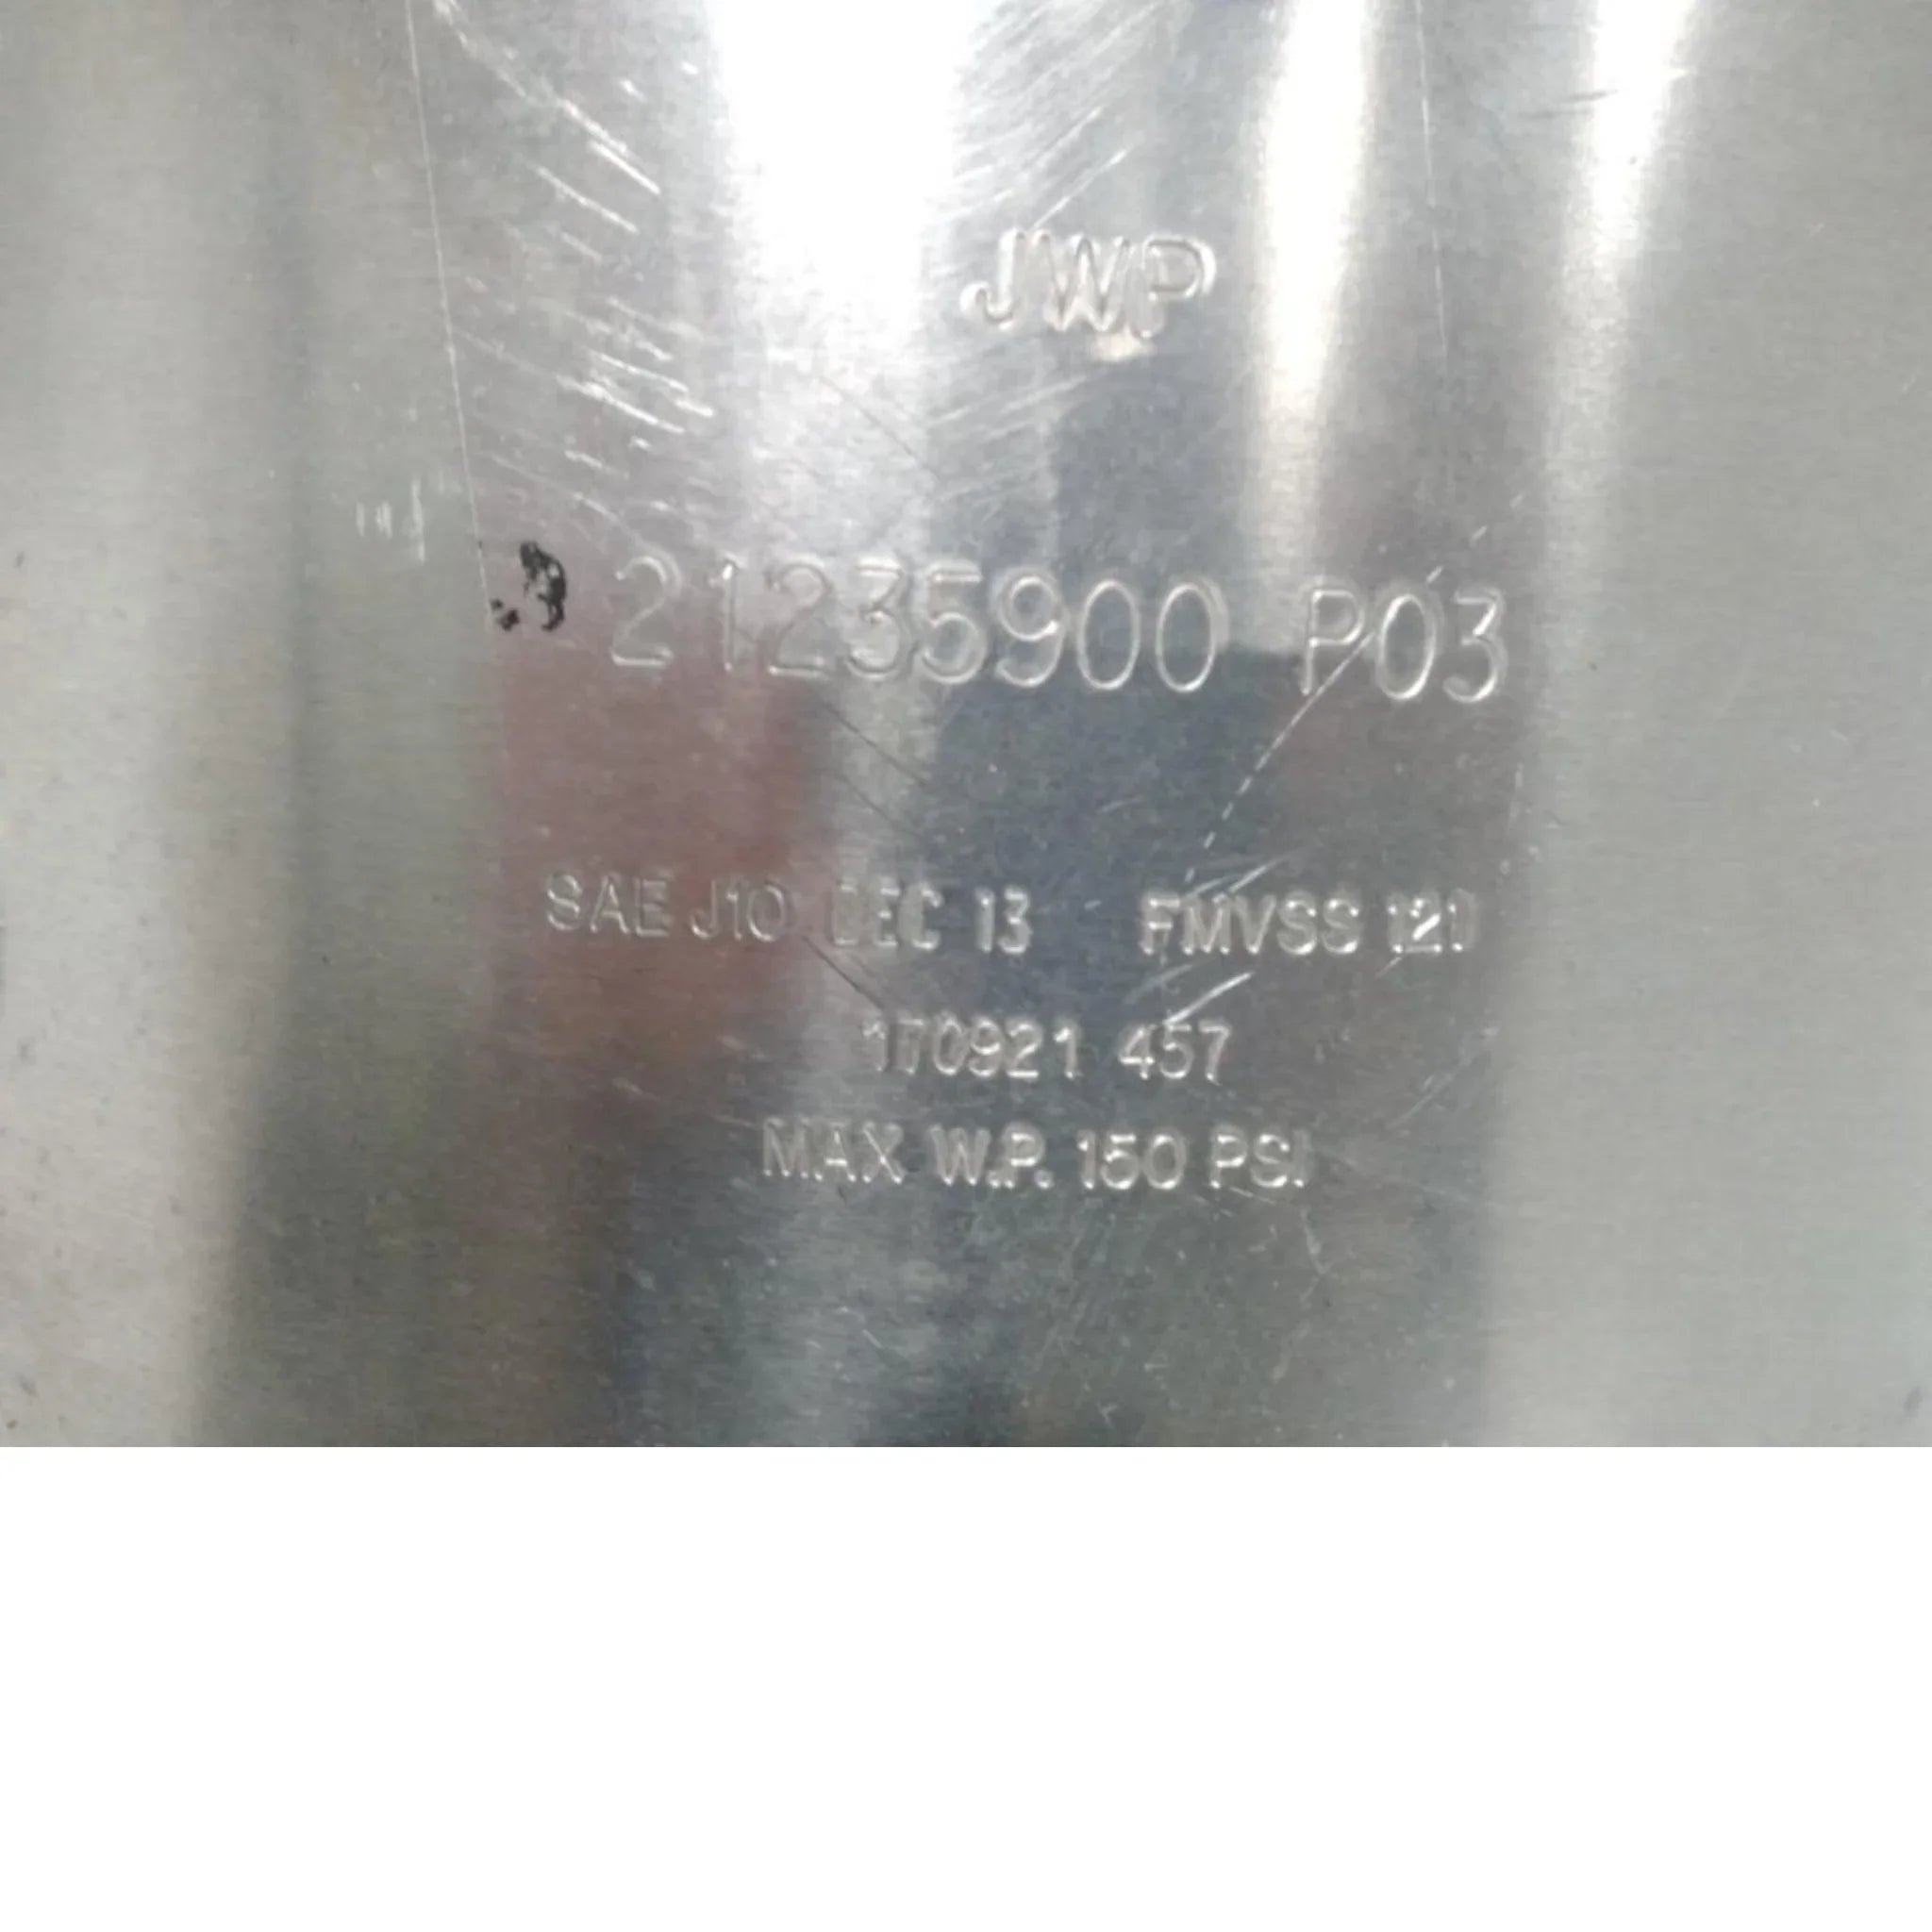 JWP
21235900 P03
SAE J10 DEC 13 FMVSS 121
170921 457
MAX W.P. 150 PSI